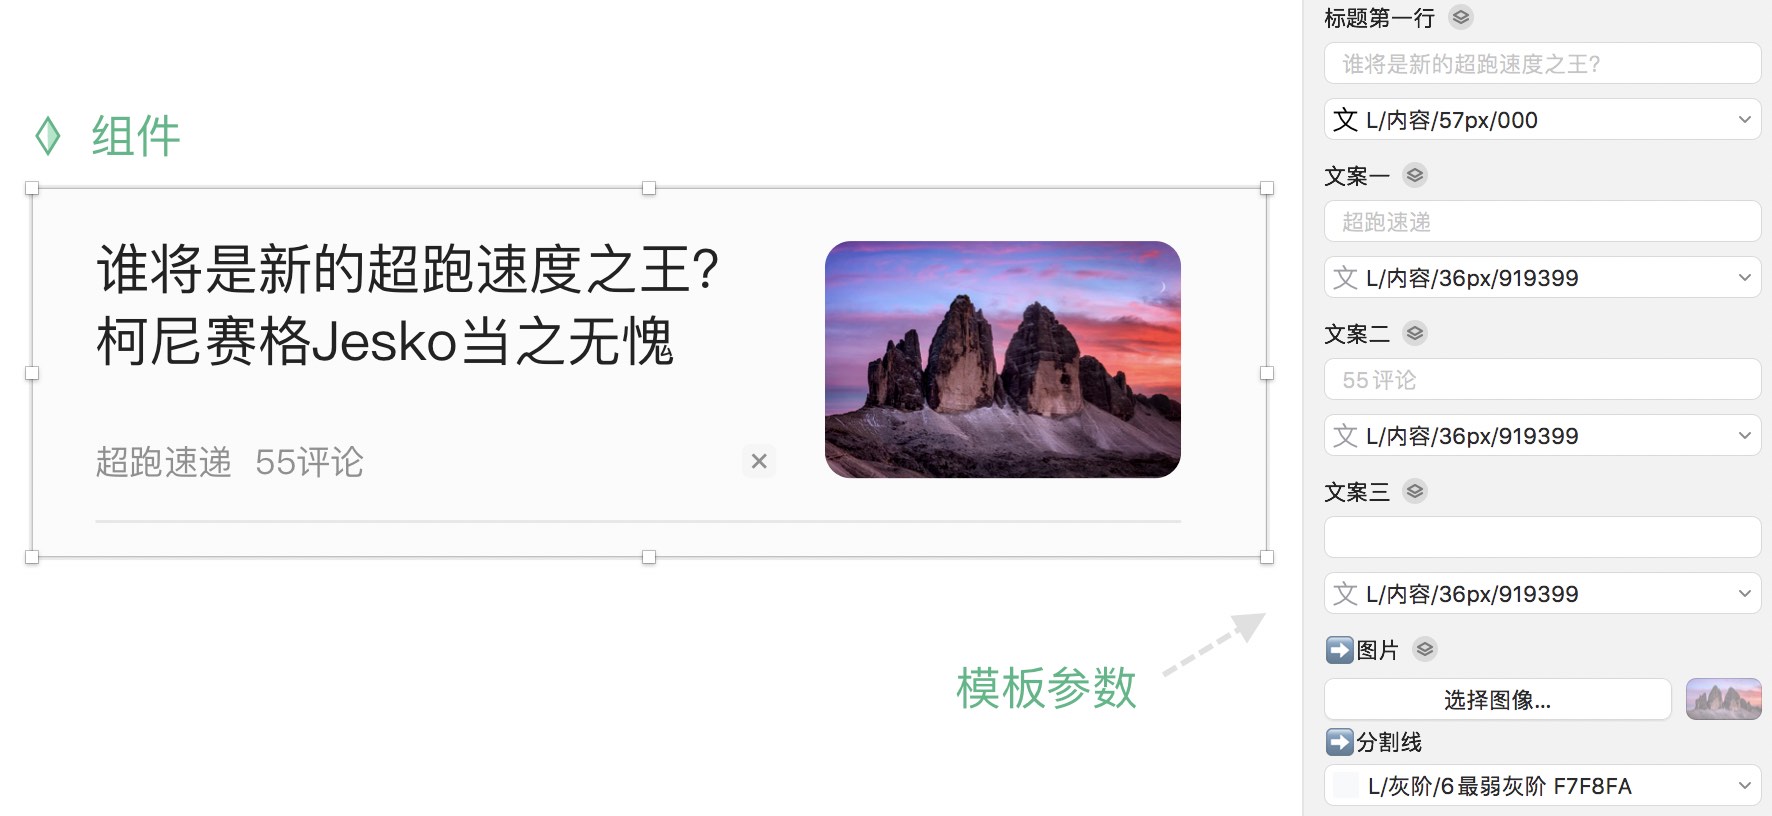 组件
谁将是新的超跑速度之王?
柯尼赛格Jesko当之无愧
超跑速递 55评论
模板参数
标题第一行
谁将是新的超跑速度之王?
文 L/内容/57px/000
文案一
超跑速递
文 L/内容/36px/919399
文案二
55评论
文 L/内容/36px/919399
文案三
文 L/内容/36px/919399
➡️图片
选择图像...
➡️分割线
L/灰阶/6最弱灰阶 F7F8FA